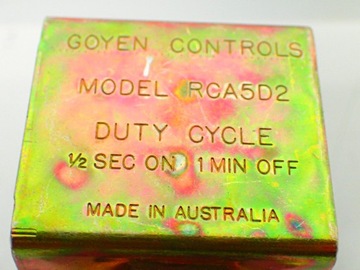 GOYEN CONTROLS
MODEL RCA5D2
DUTY CYCLE
½ SEC ON 1 MIN OFF
MADE IN AUSTRALIA